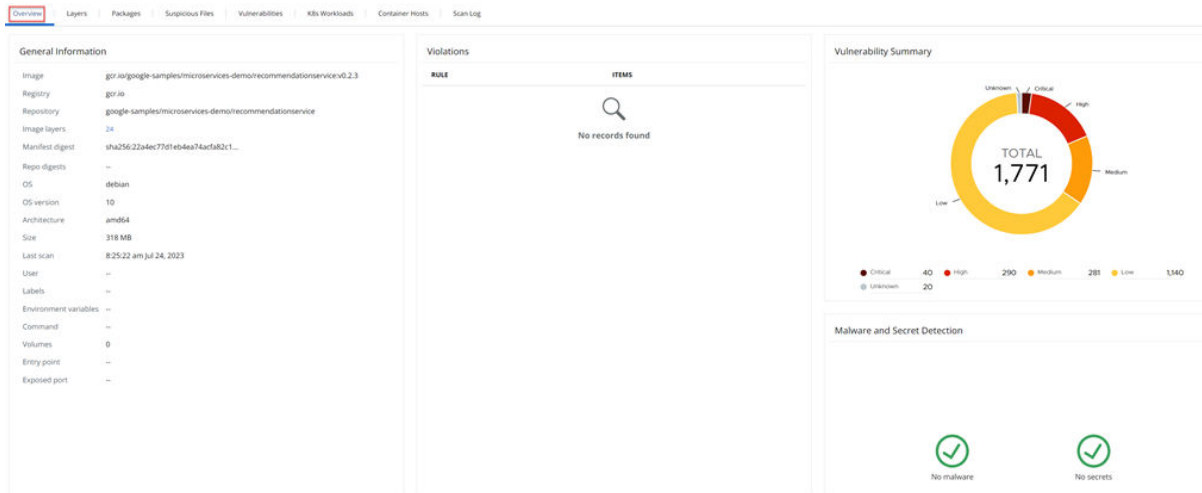 Overview Layers Packages Suspicious Files Vulnerabilities K8s Workloads Container Hosts Scan Log
General Information
Image gcr.io/google-samples/microservices-demo/recommendationservice:v0.2.3
Registry gcr.io
Repository google-samples/microservices-demo/recommendationservice
Image layers 24
Manifest digest sha256:22a4ec77d1eb4ea74acfa82c1...
Repo digests --
OS debian
OS version 10
Architecture amd64
Size 318 MB
Last scan 8:25:22 am Jul 24, 2023
User --
Labels --
Environment variables --
Command --
Volumes 0
Entry point --
Exposed port --
Violations
RULE ITEMS
No records found
Vulnerability Summary
Unknown Critical
High
TOTAL
1,771
Medium
Low
Critical 40 High 290 Medium 281 Low 1,140
Unknown 20
Malware and Secret Detection
No malware No secrets